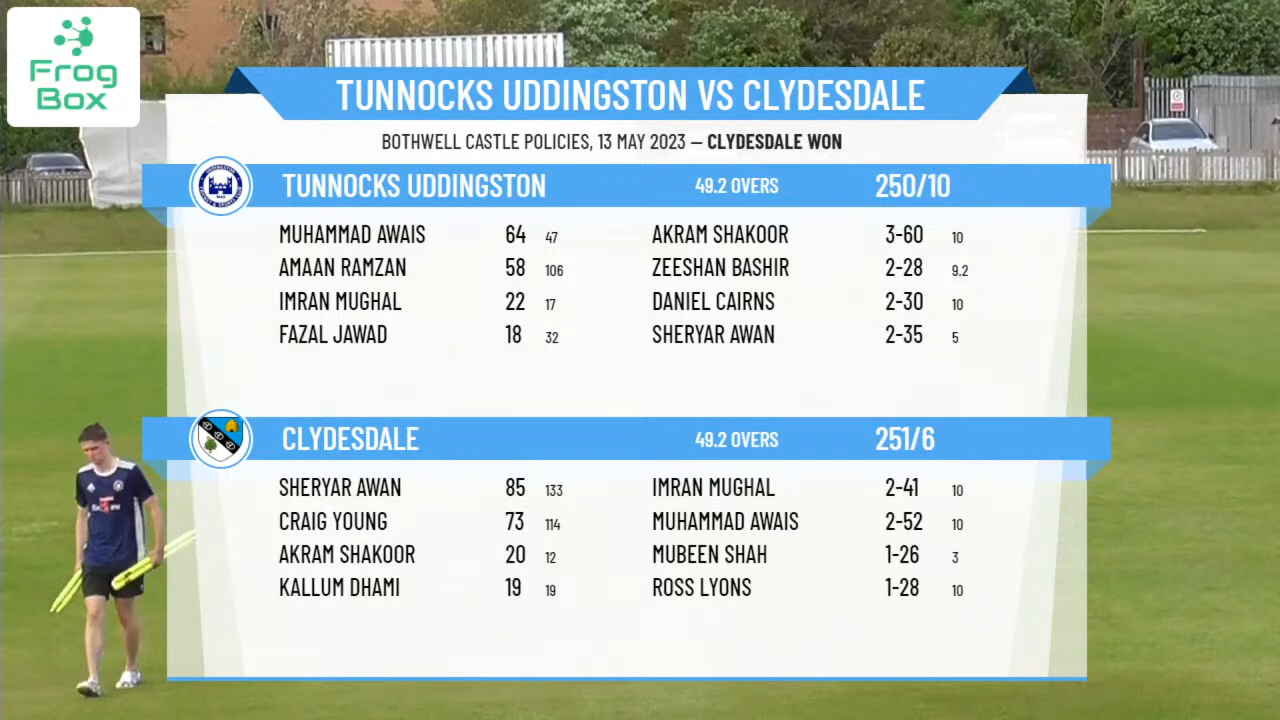 Frog
Box
TUNNOCKS UDDINGSTON VS CLYDESDALE
BOTHWELL CASTLE POLICIES, 13 MAY 2023 – CLYDESDALE WON
TUNNOCKS UDDINGSTON 49.2 OVERS 250/10
MUHAMMAD AWAIS 64 47 AKRAM SHAKOOR 3-60 10
AMAAN RAMZAN 58 106 ZEESHAN BASHIR 2-28 9.2
IMRAN MUGHAL 22 17 DANIEL CAIRNS 2-30 10
FAZAL JAWAD 18 32 SHERYAR AWAN 2-35 5
CLYDESDALE 49.2 OVERS 251/6
SHERYAR AWAN 85 133 IMRAN MUGHAL 2-41 10
CRAIG YOUNG 73 114 MUHAMMAD AWAIS 2-52 10
AKRAM SHAKOOR 20 12 MUBEEN SHAH 1-26 3
KALLUM DHAMI 19 19 ROSS LYONS 1-28 10